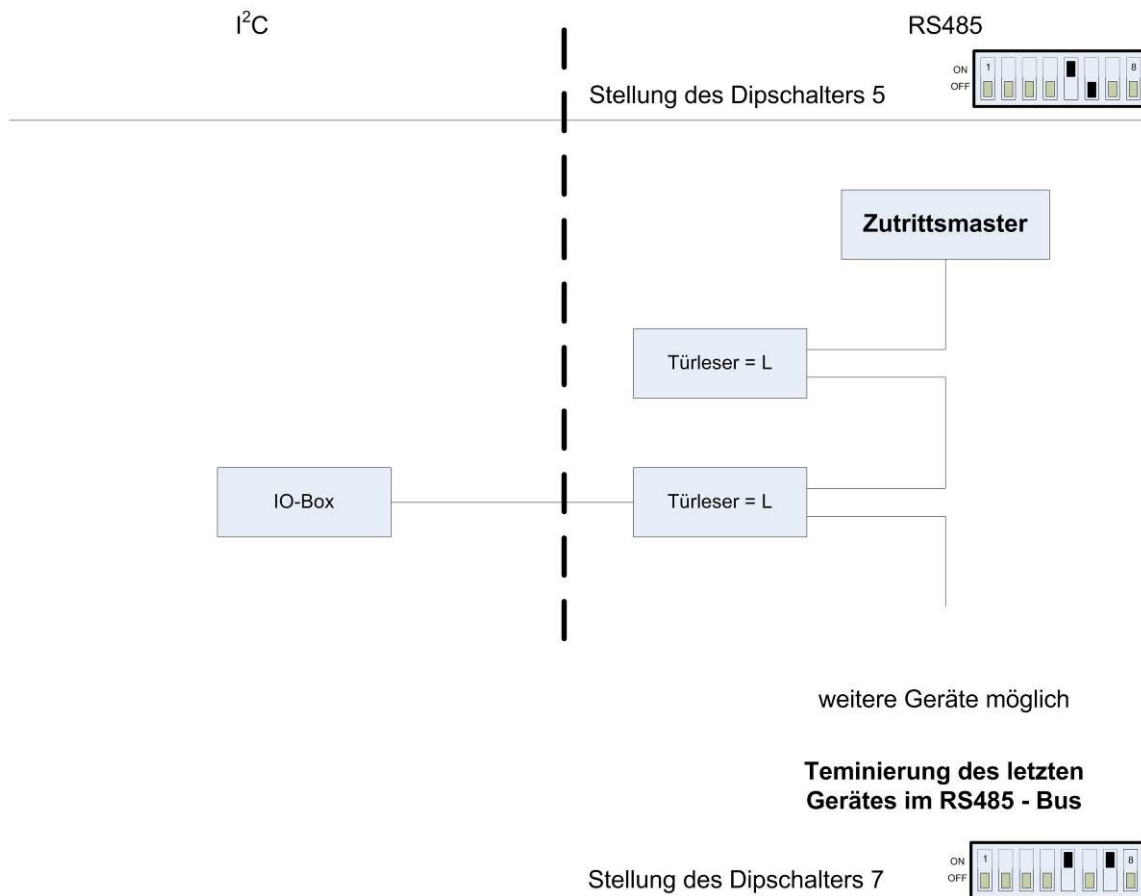 I²C
RS485
Stellung des Dipschalters 5
ON
OFF
1 8
Zutrittsmaster
Türleser = L
IO-Box
Türleser = L
weitere Geräte möglich
Teminierung des letzten
Gerätes im RS485 - Bus
Stellung des Dipschalters 7
ON
OFF
1 8